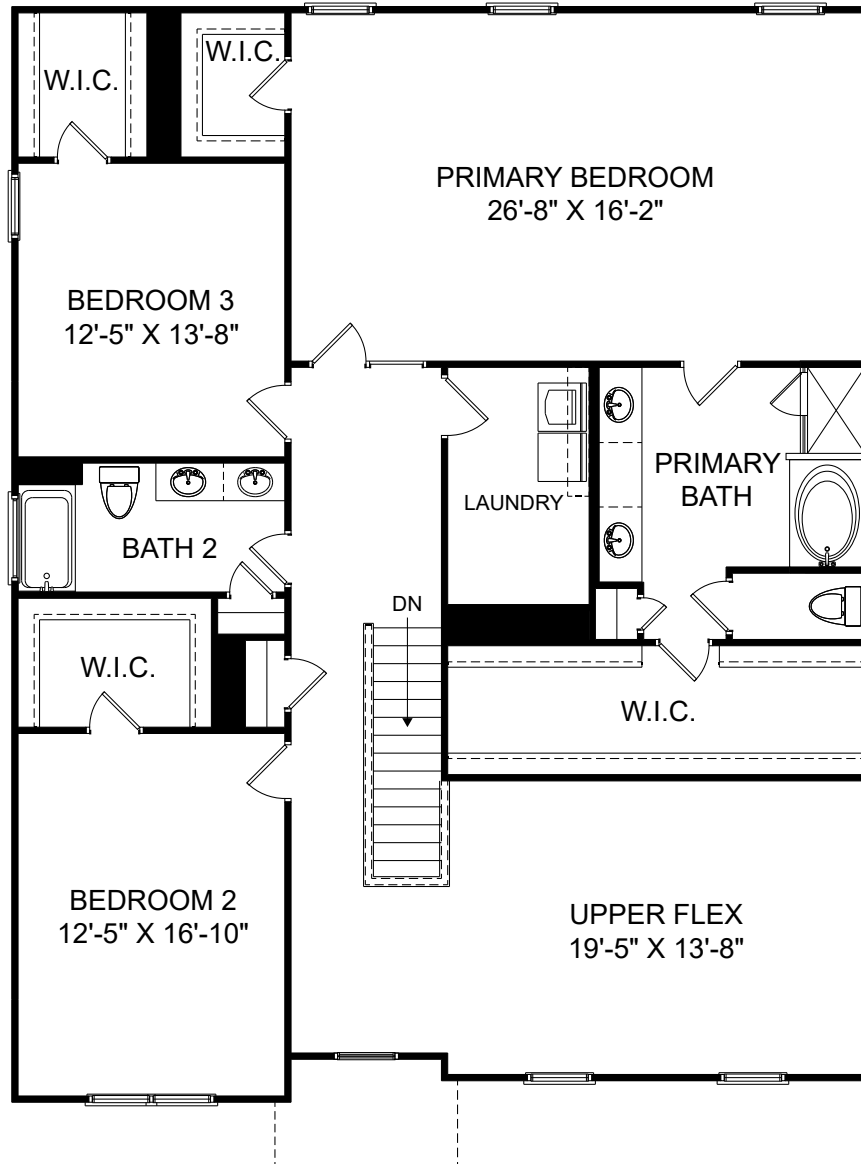 W.I.C.
W.I.C.
PRIMARY BEDROOM
26'-8" X 16'-2"
BEDROOM 3
12'-5" X 13'-8"
PRIMARY
BATH
LAUNDRY
BATH 2
DN
W.I.C.
W.I.C.
BEDROOM 2
12'-5" X 16'-10"
UPPER FLEX
19'-5" X 13'-8"